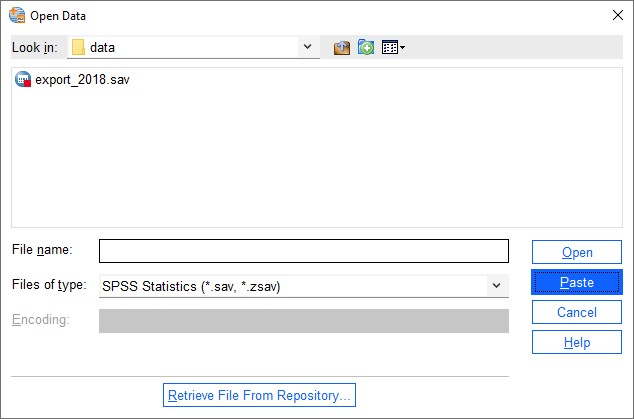 Open Data
Look in: data
export_2018.sav
File name:
Open
Files of type: SPSS Statistics (*.sav, *.zsav)
Paste
Encoding:
Cancel
Help
Retrieve File From Repository...